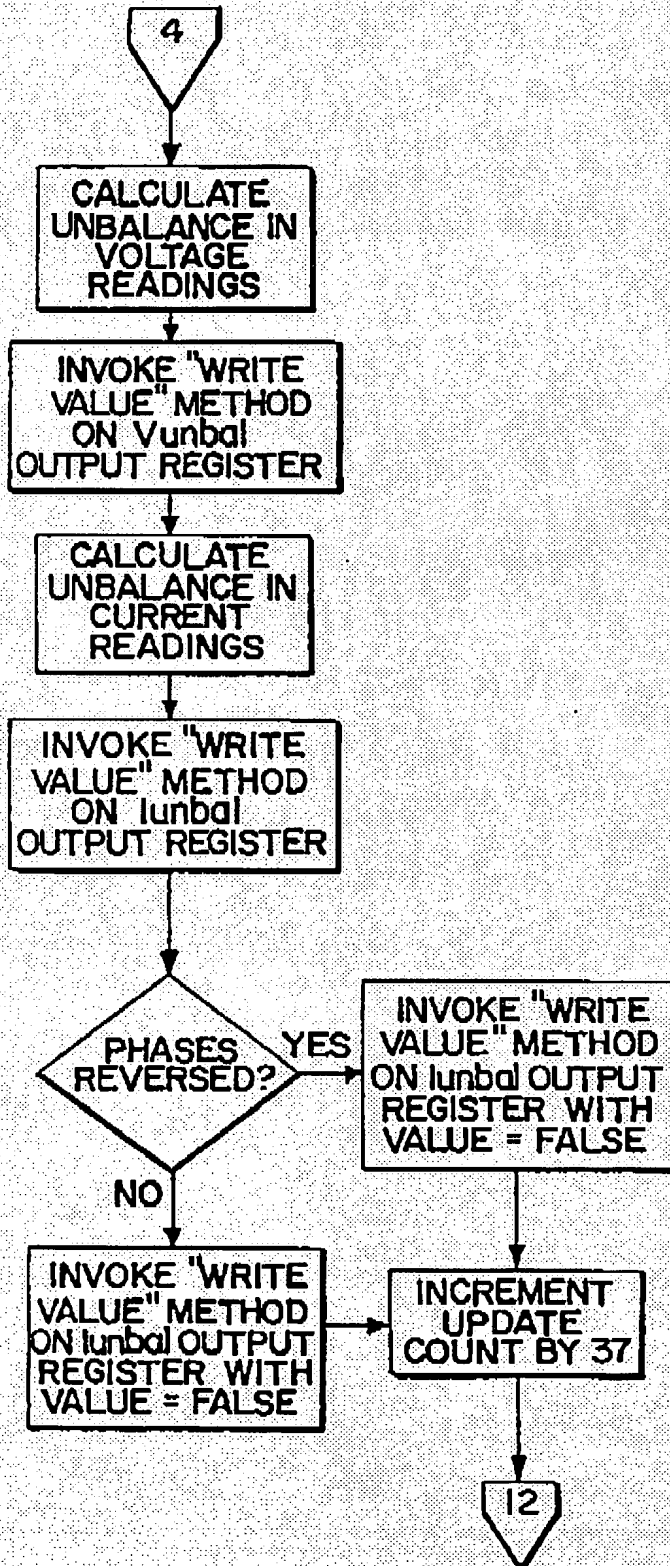 4
CALCULATE
UNBALANCE IN
VOLTAGE
READINGS
INVOKE "WRITE
VALUE" METHOD
ON Vunbal
OUTPUT REGISTER
CALCULATE
UNBALANCE IN
CURRENT
READINGS
INVOKE "WRITE
VALUE" METHOD
ON Iunbal
OUTPUT REGISTER
PHASES
REVERSED?
YES
INVOKE "WRITE
VALUE" METHOD
ON Iunbal OUTPUT
REGISTER WITH
VALUE = FALSE
NO
INVOKE "WRITE
VALUE" METHOD
ON Iunbal OUTPUT
REGISTER WITH
VALUE = FALSE
INCREMENT
UPDATE
COUNT BY 37
12